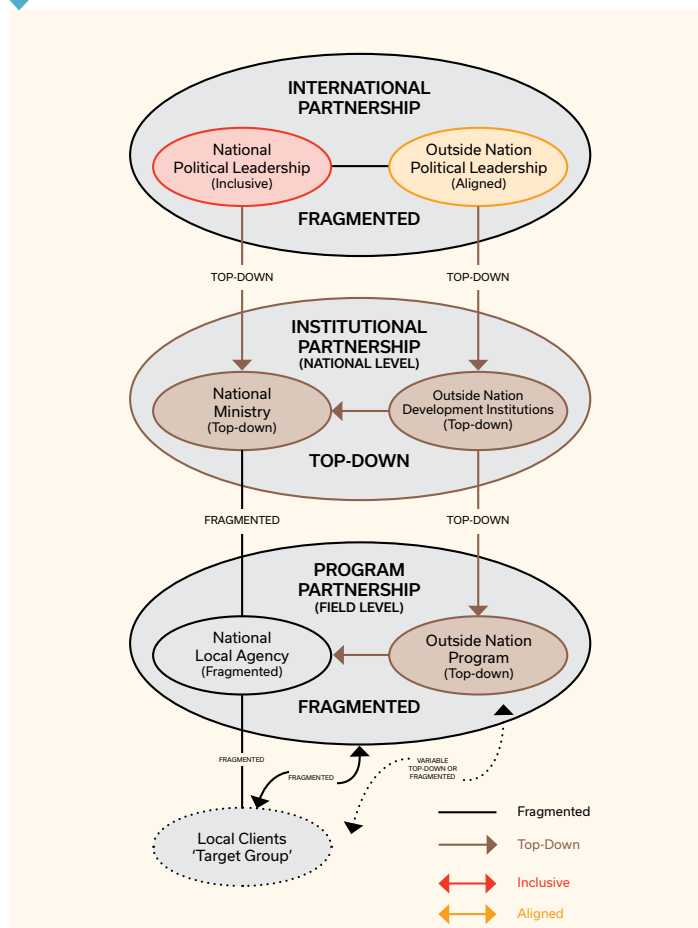 INTERNATIONAL
PARTNERSHIP
National
Political Leadership
(Inclusive)
Outside Nation
Political Leadership
(Aligned)
FRAGMENTED
TOP-DOWN
TOP-DOWN
INSTITUTIONAL
PARTNERSHIP
(NATIONAL LEVEL)
National
Ministry
(Top-down)
Outside Nation
Development Institutions
(Top-down)
TOP-DOWN
FRAGMENTED
TOP-DOWN
PROGRAM
PARTNERSHIP
(FIELD LEVEL)
National
Local Agency
(Fragmented)
Outside Nation
Program
(Top-down)
FRAGMENTED
FRAGMENTED
FRAGMENTED
VARIABLE
TOP-DOWN OR
FRAGMENTED
Local Clients
'Target Group'
Fragmented
Top-Down
Inclusive
Aligned